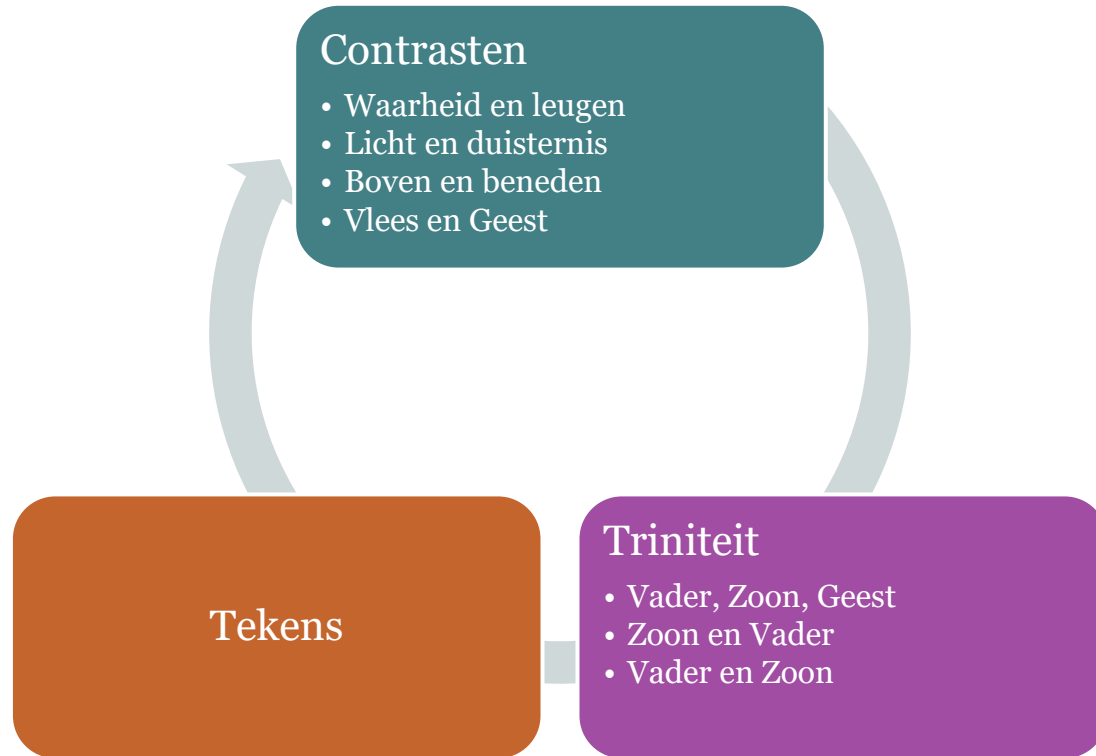 Contrasten
• Waarheid en leugen
• Licht en duisternis
• Boven en beneden
• Vlees en Geest
Tekens
Triniteit
• Vader, Zoon, Geest
• Zoon en Vader
• Vader en Zoon